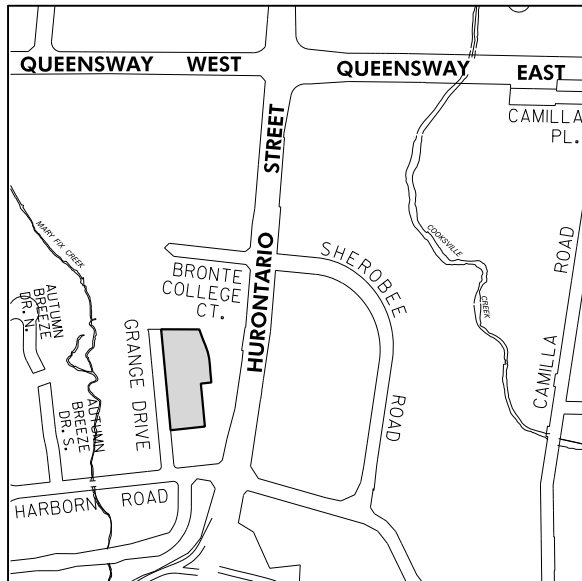 QUEENSWAY WEST
QUEENSWAY EAST
CAMILLA
PL.
STREET
HURONTARIO
MARY FIX CREEK
COOKSVILLE
CREEK
SHEROBEE
ROAD
ROAD
CAMILLA
BRONTE
COLLEGE
CT.
AUTUMN
BREEZE
DR. N.
GRANGE DRIVE
AUTUMN
BREEZE
DR. S.
HARBORN ROAD